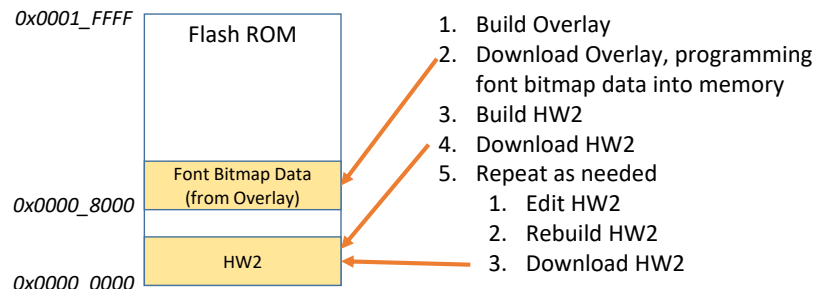 0x0001_FFFF
Flash ROM
Font Bitmap Data
(from Overlay)
0x0000_8000
HW2
0x0000_0000
1. Build Overlay
2. Download Overlay, programming
font bitmap data into memory
3. Build HW2
4. Download HW2
5. Repeat as needed
1. Edit HW2
2. Rebuild HW2
3. Download HW2